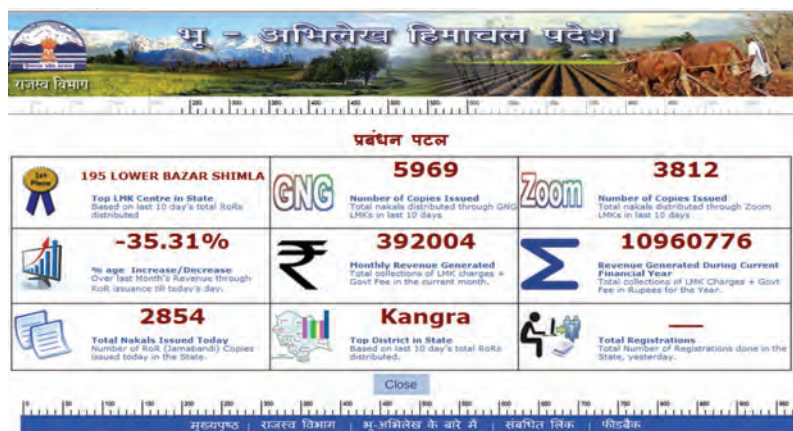 भू - अभिलेख हिमाचल प्रदेश
राजस्व विभाग
प्रबंधन पटल
1st
Place
195 LOWER BAZAR SHIMLA
Top LMK Centre in State
Based on last 10 day's total RoRs
distributed
GNG
5969
Number of Copies Issued
Total nakals distributed through GNG
LMKs in last 10 days
Zoom
3812
Number of Copies Issued
Total nakals distributed through Zoom
LMKs in last 10 days
-35.31%
% age Increase/Decrease
Over last Month's Revenue through
RoR issuance till today's day.
₹
392004
Monthly Revenue Generated
Total collections of LMK charges +
Govt Fee in the current month.
Σ
10960776
Revenue Generated During Current
Financial Year
Total collections of LMK Charges + Govt
Fee in Rupees for the Year.
2854
Total Nakals Issued Today
Number of RoR (Jamabandi) Copies
issued today in the State.
Kangra
Top District in State
Based on last 10 day's total RoRs
distributed.
—
Total Registrations
Total Number of Registrations done in the
State, yesterday.
Close
मुख्यपृष्ठ | राजस्व विभाग | भू-अभिलेख के बारे में | संबंधित लिंक | फीडबैक